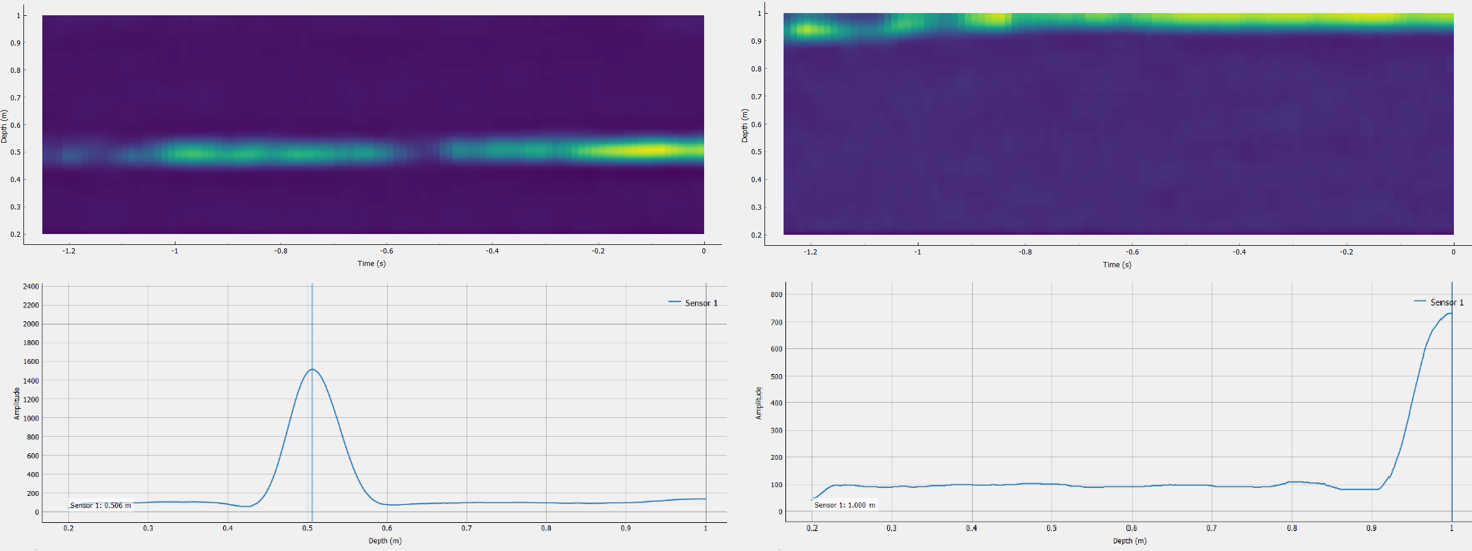 1
0.9
0.8
0.7
0.6
0.5
0.4
0.3
0.2
Depth (m)
-1.2 -1 -0.8 -0.6 -0.4 -0.2 0
Time (s)
1
0.9
0.8
0.7
0.6
0.5
0.4
0.3
0.2
Depth (m)
-1.2 -1 -0.8 -0.6 -0.4 -0.2 0
Time (s)
2400
2200
2000
1800
1600
1400
1200
1000
800
600
400
200
0
Amplitude
Sensor 1
Sensor 1: 0.506 m
0.2 0.3 0.4 0.5 0.6 0.7 0.8 0.9 1
Depth (m)
800
700
600
500
400
300
200
100
0
Amplitude
Sensor 1
Sensor 1: 1.000 m
0.2 0.3 0.4 0.5 0.6 0.7 0.8 0.9 1
Depth (m)